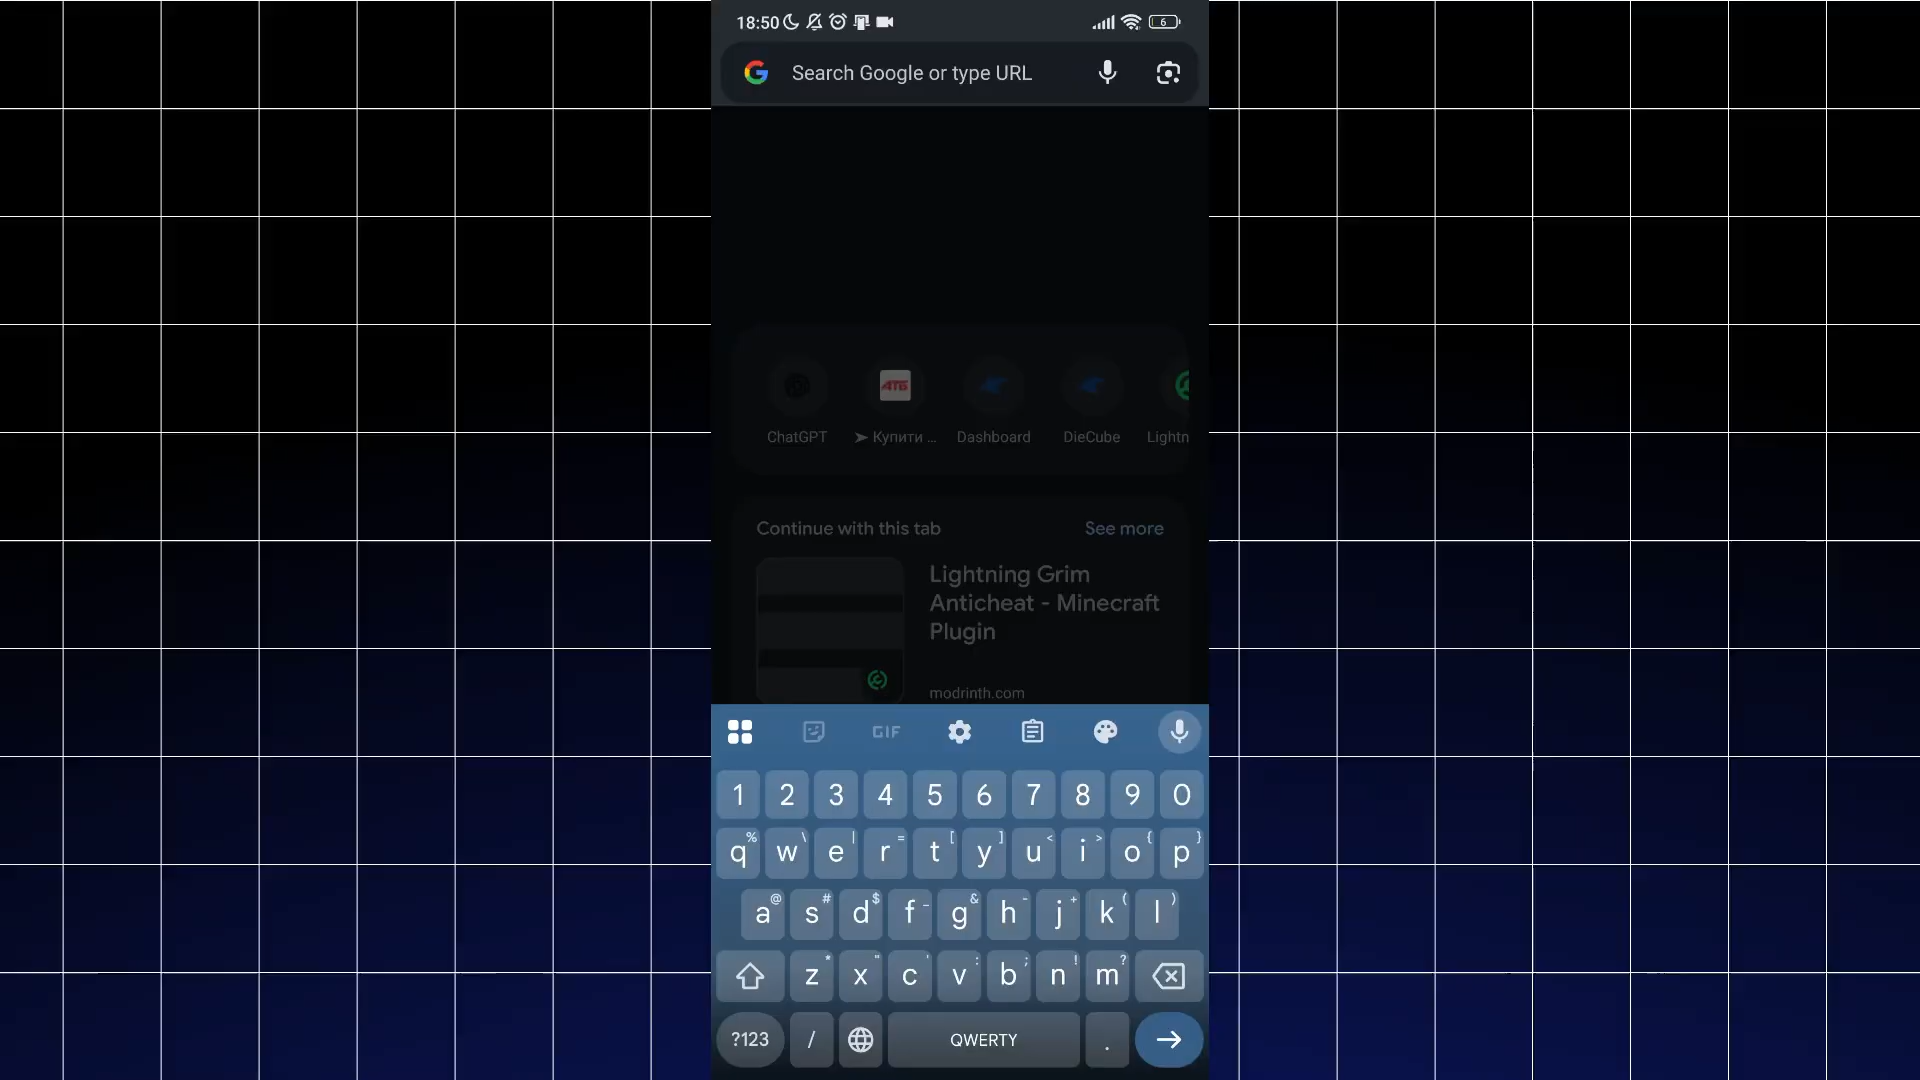 18:50 6
Search Google or type URL
ChatGPT
➤ Купити ...
Dashboard
DieCube
Lightn
Continue with this tab
See more
Lightning Grim
Anticheat - Minecraft
Plugin
modrinth.com
GIF
1 2 3 4 5 6 7 8 9 0
q % w \ e | r = t [ y ] u < i > o { p }
a @ s # d $ f _ g & h - j + k ( l )
z * x " c ' v : b ; n ! m ?
?123 / QWERTY .